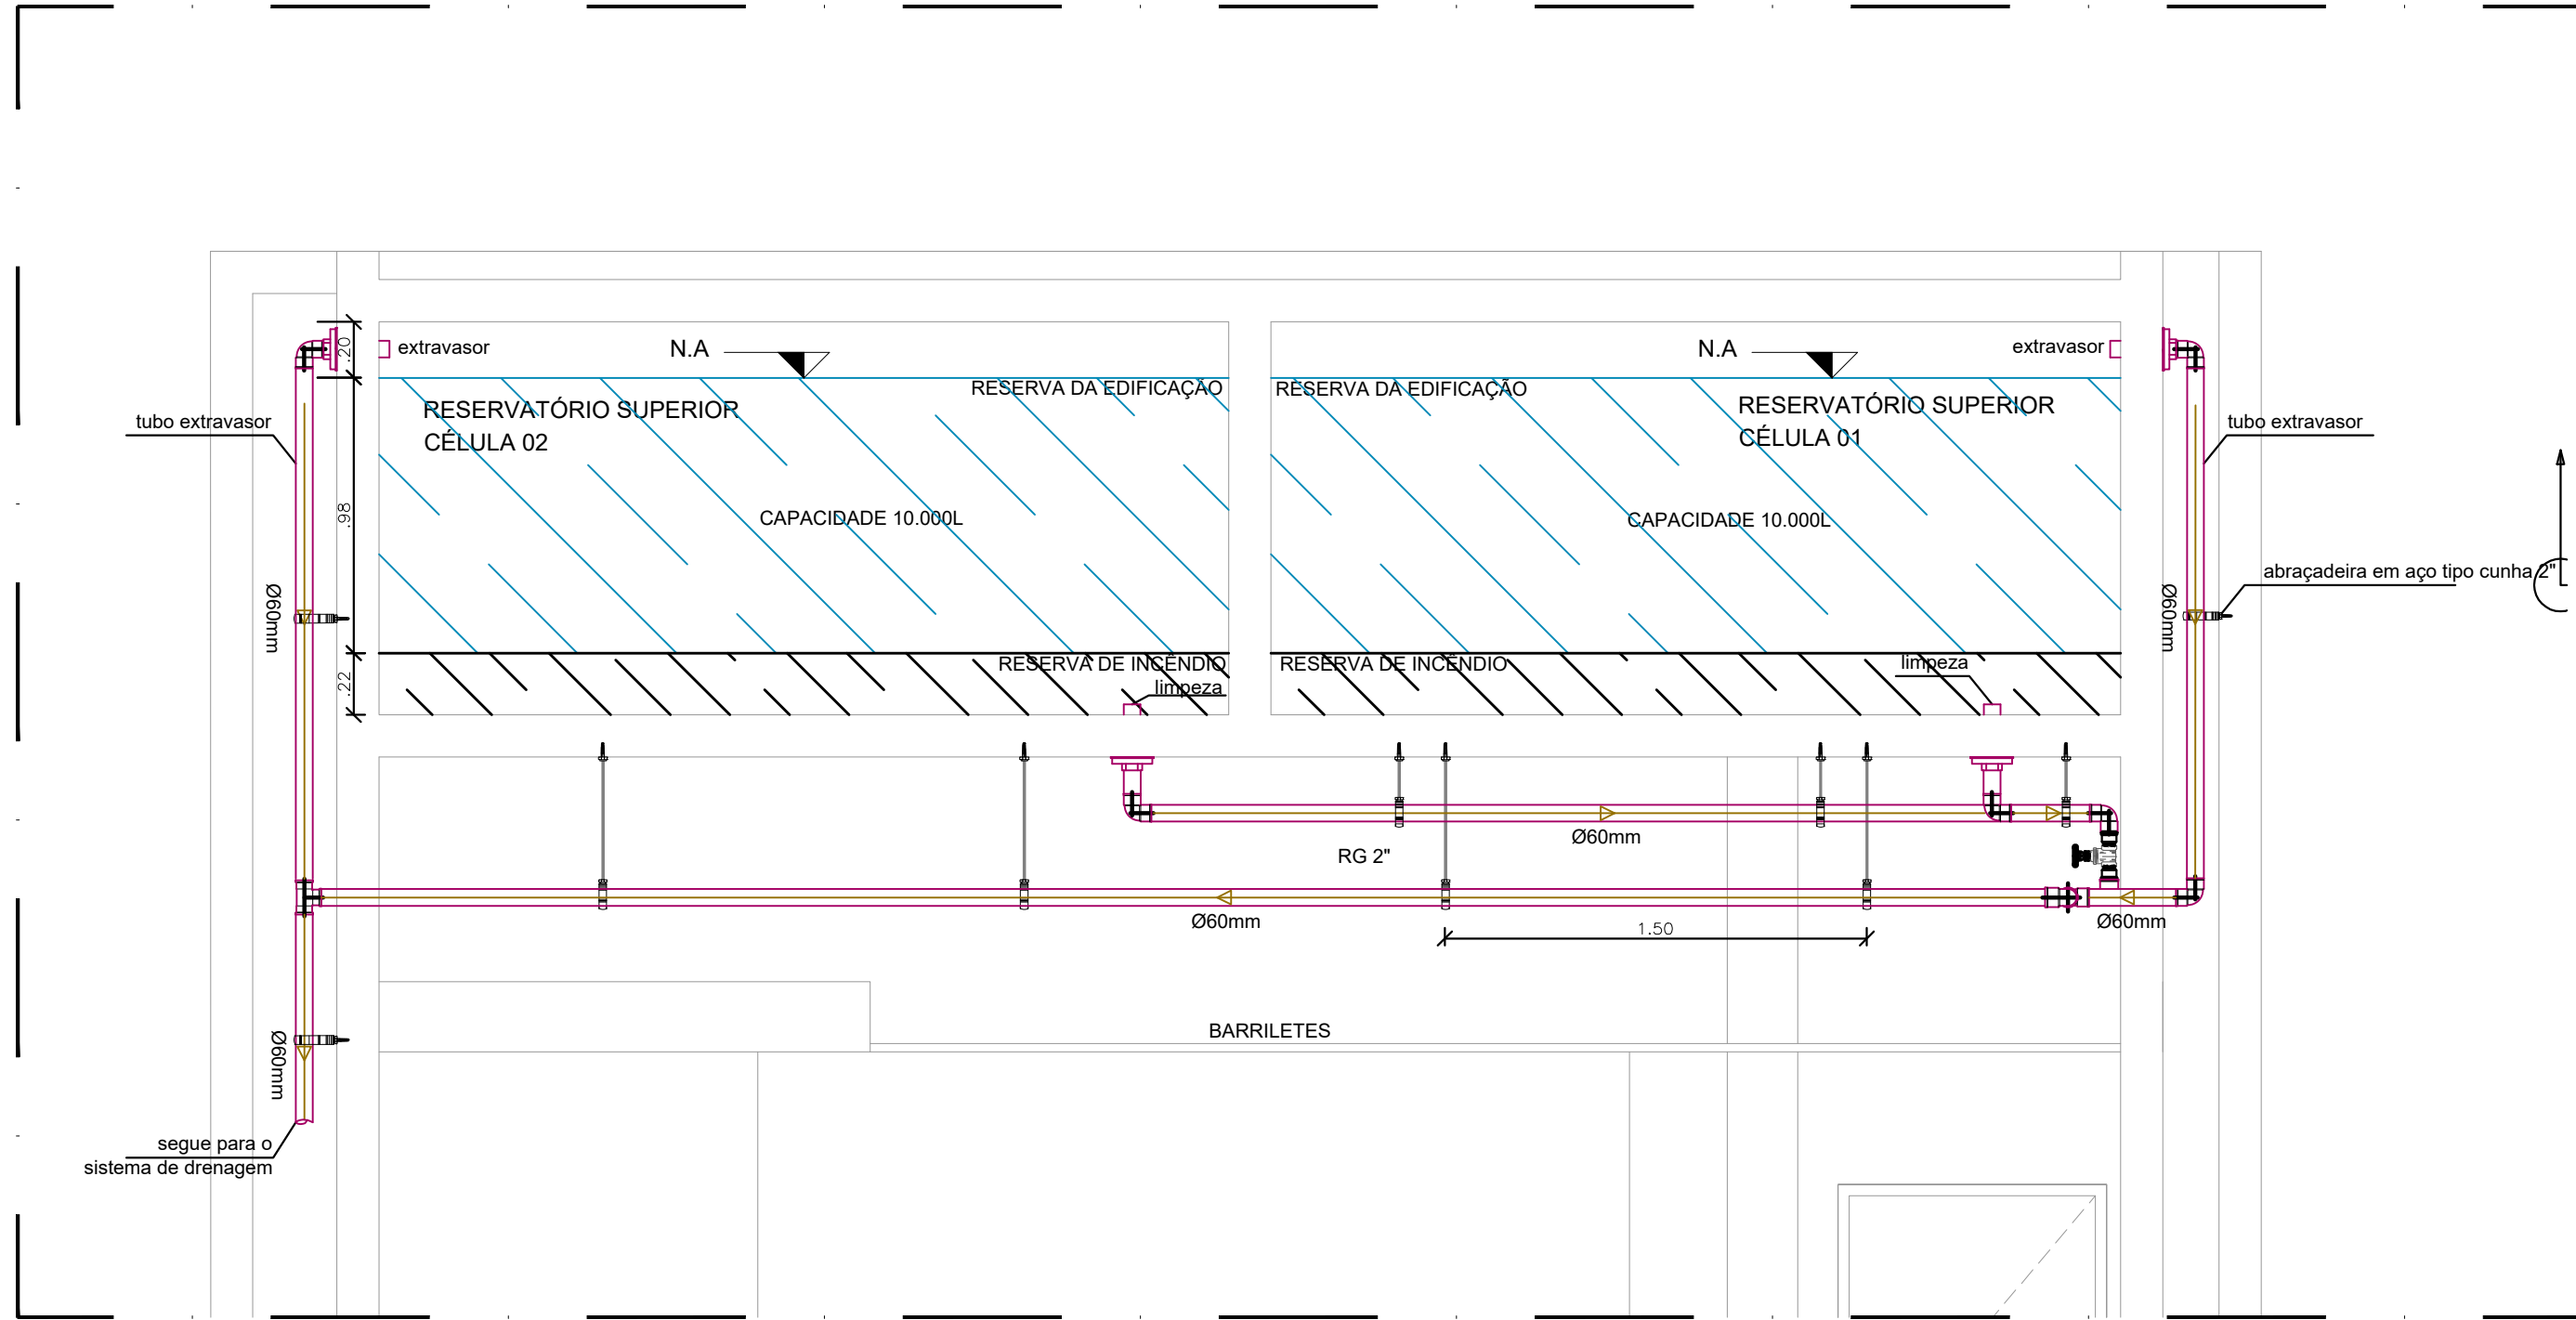 extravasor
N.A
N.A
extravasor
.20
RESERVA DA EDIFICAÇÃO
RESERVA DA EDIFICAÇÃO
RESERVATÓRIO SUPERIOR
CÉLULA 02
RESERVATÓRIO SUPERIOR
CÉLULA 01
tubo extravasor
tubo extravasor
.98
CAPACIDADE 10.000L
CAPACIDADE 10.000L
abraçadeira em aço tipo cunha 2"
Ø60mm
Ø60mm
.22
RESERVA DE INCÊNDIO
limpeza
RESERVA DE INCÊNDIO
limpeza
Ø60mm
RG 2"
Ø60mm
1.50
Ø60mm
BARRILETES
Ø60mm
segue para o
sistema de drenagem